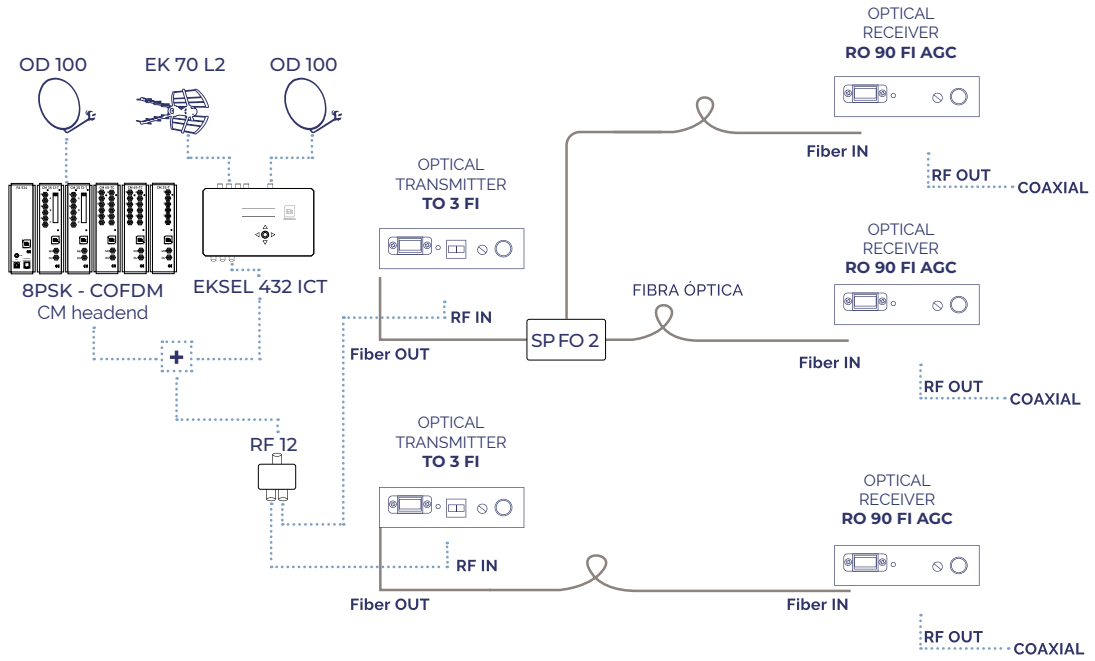 OD 100
EK 70 L2
OD 100
8PSK - COFDM
CM headend
EKSEL 432 ICT
+
RF 12
OPTICAL
TRANSMITTER
TO 3 FI
RF IN
Fiber OUT
SP FO 2
FIBRA ÓPTICA
OPTICAL
TRANSMITTER
TO 3 FI
RF IN
Fiber OUT
OPTICAL
RECEIVER
RO 90 FI AGC
Fiber IN
RF OUT
COAXIAL
OPTICAL
RECEIVER
RO 90 FI AGC
Fiber IN
RF OUT
COAXIAL
OPTICAL
RECEIVER
RO 90 FI AGC
Fiber IN
RF OUT
COAXIAL